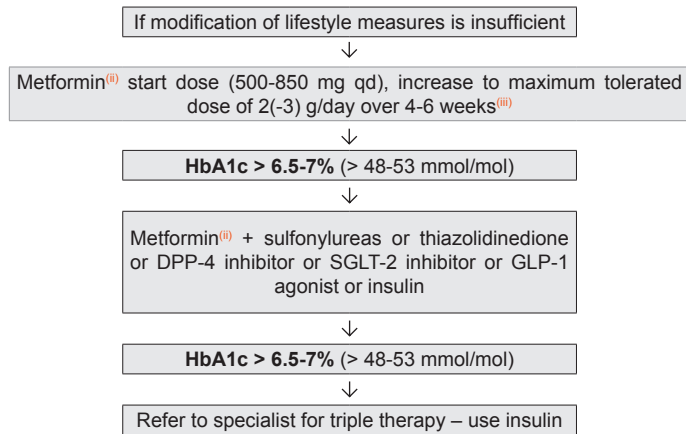 If modification of lifestyle measures is insufficient
↓
Metformin(ii) start dose (500-850 mg qd), increase to maximum tolerated
dose of 2(-3) g/day over 4-6 weeks(iii)
↓
HbA1c > 6.5-7% (> 48-53 mmol/mol)
↓
Metformin(ii) + sulfonylureas or thiazolidinedione
or DPP-4 inhibitor or SGLT-2 inhibitor or GLP-1
agonist or insulin
↓
HbA1c > 6.5-7% (> 48-53 mmol/mol)
↓
Refer to specialist for triple therapy – use insulin